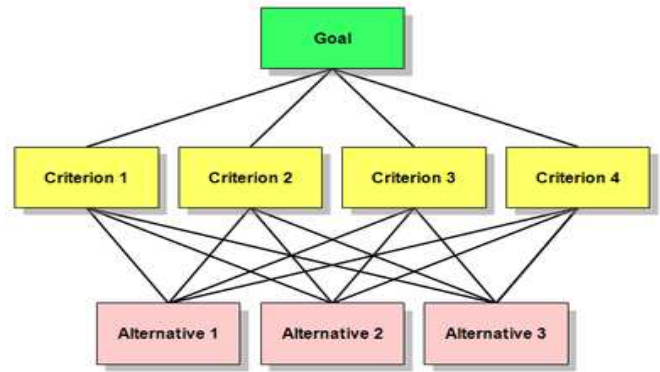 Goal
Criterion 1
Criterion 2
Criterion 3
Criterion 4
Alternative 1
Alternative 2
Alternative 3